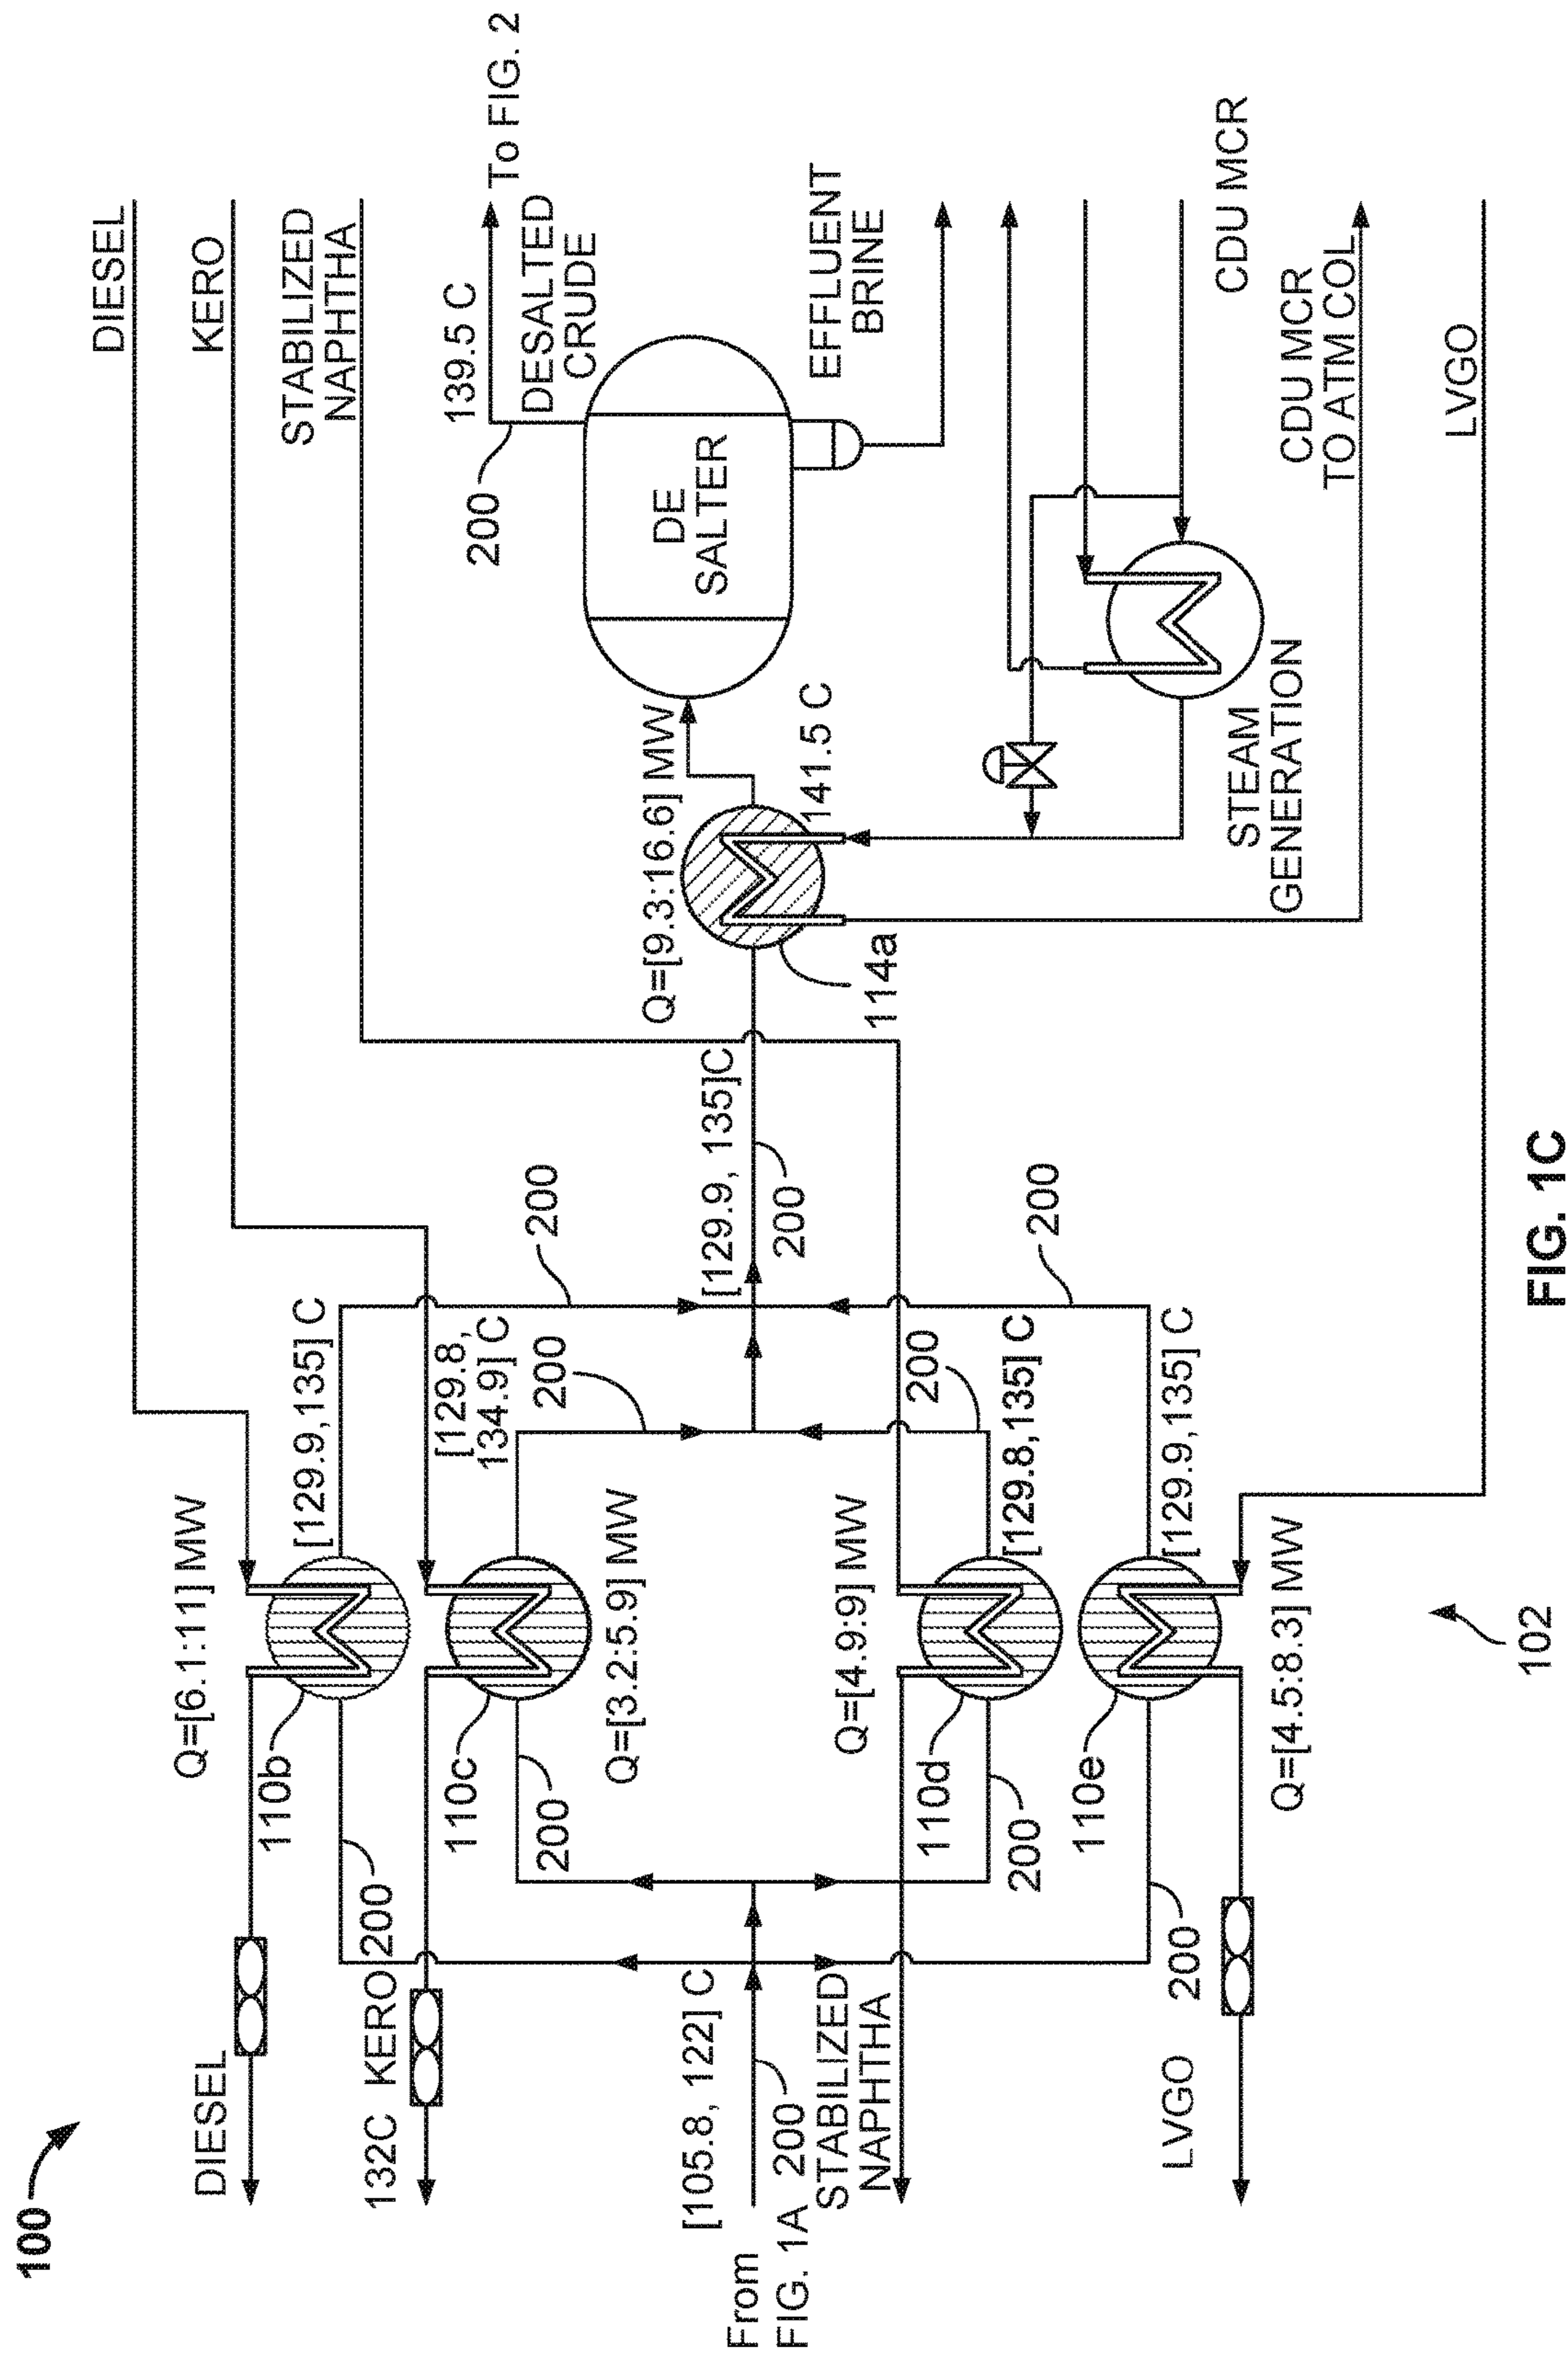 100
DIESEL
Q=[6.1:11] MW
110b
[129.9,135] C
DIESEL
200
132C KERO
110c
[129.8,
134.9] C
KERO
200
200
Q=[3.2:5.9] MW
200
STABILIZED
NAPHTHA
From
FIG. 1A
[105.8, 122] C
200
[129.9, 135]C
200
Q=[9.3:16.6] MW
114a
141.5 C
DE
SALTER
200
139.5 C
DESALTED
CRUDE
To FIG. 2
EFFLUENT
BRINE
STABILIZED
NAPHTHA
Q=[4.9:9] MW
110d
200
200
[129.8,135] C
200
110e
200
[129.9,135] C
LVGO
Q=[4.5:8.3] MW
STEAM
GENERATION
CDU MCR
CDU MCR
TO ATM COL
LVGO
102
FIG. 1C